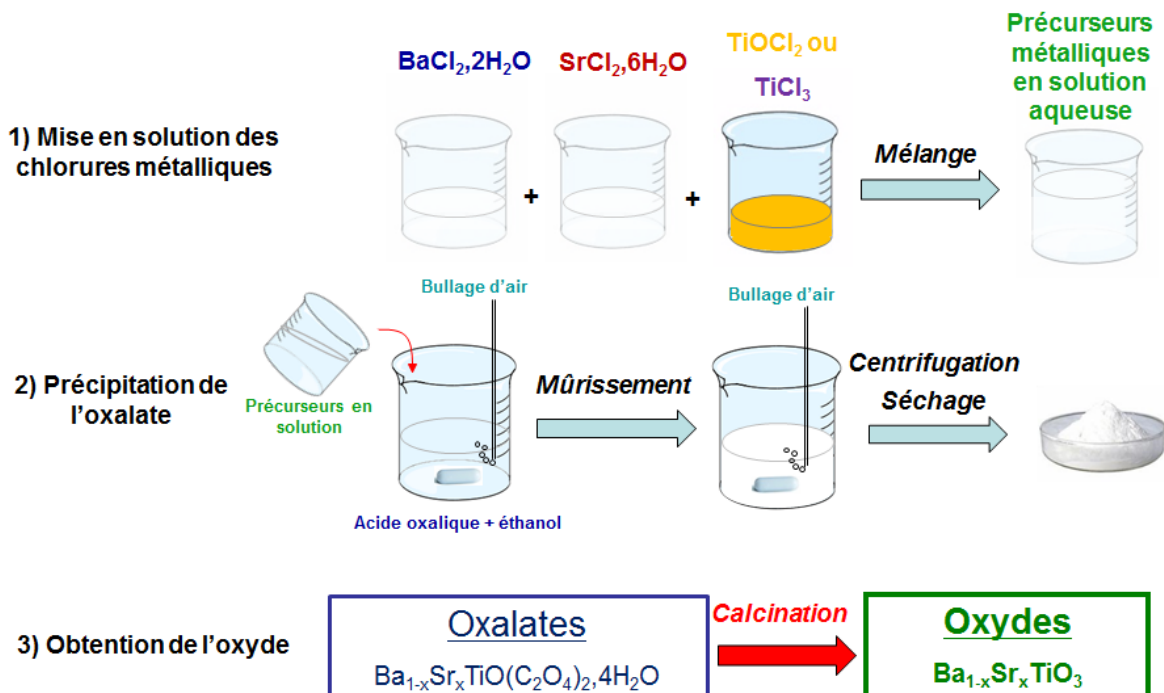 1) Mise en solution des
chlorures métalliques
BaCl₂,2H₂O
SrCl₂,6H₂O
TiOCl₂ ou
TiCl₃
+
+
Mélange
Précurseurs
métalliques
en solution
aqueuse
2) Précipitation de
l'oxalate
Précurseurs en
solution
Bullage d'air
Acide oxalique + éthanol
Mûrissement
Bullage d'air
Centrifugation
Séchage
3) Obtention de l'oxyde
Oxalates
Ba₁₋ₓSrₓTiO(C₂O₄)₂,4H₂O
Calcination
Oxydes
Ba₁₋ₓSrₓTiO₃